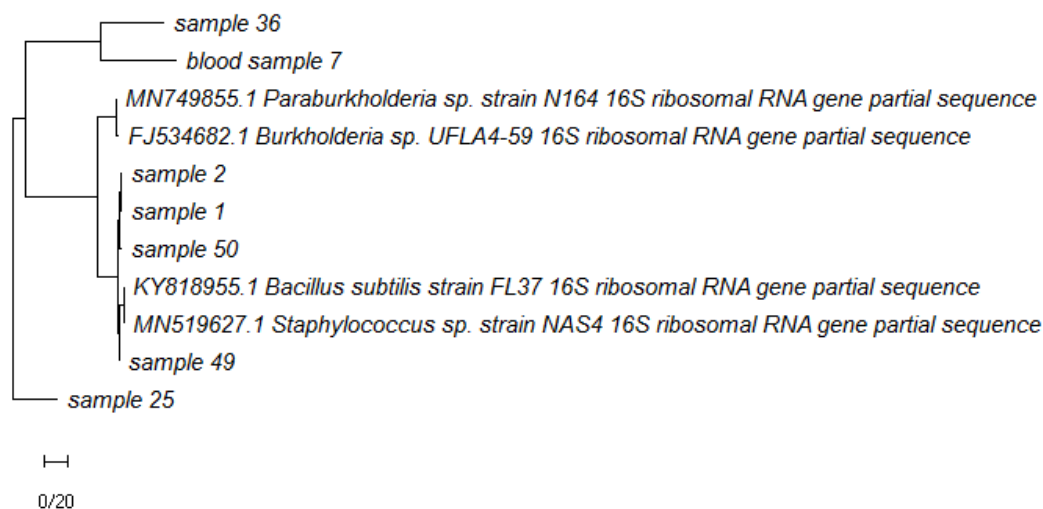 sample 36
blood sample 7
MN749855.1 Paraburkholderia sp. strain N164 16S ribosomal RNA gene partial sequence
FJ534682.1 Burkholderia sp. UFLA4-59 16S ribosomal RNA gene partial sequence
sample 2
sample 1
sample 50
KY818955.1 Bacillus subtilis strain FL37 16S ribosomal RNA gene partial sequence
MN519627.1 Staphylococcus sp. strain NAS4 16S ribosomal RNA gene partial sequence
sample 49
sample 25
0/20